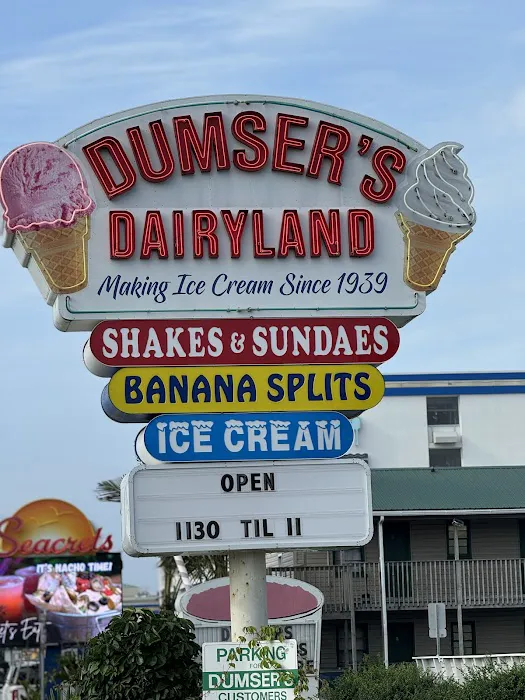 DUMSER'S
DAIRYLAND
Making Ice Cream Since 1939
SHAKES & SUNDAES
BANANA SPLITS
ICE CREAM
OPEN
1130 TIL 11
Seacrets
IT'S NACHO TIME!
PARKING
FOR
DUMSER'S
CUSTOMERS